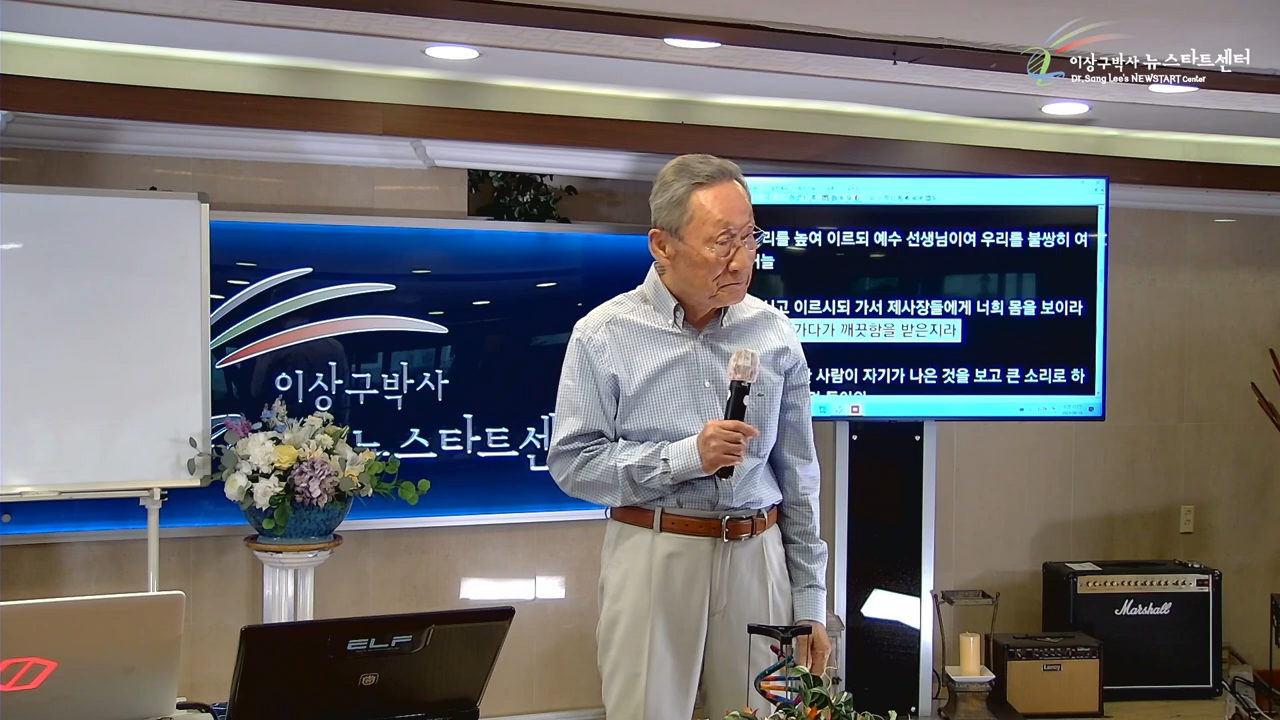 이상구박사 뉴스타트센터
Dr. Sang Lee's NEWSTART Center
리를 높여 이르되 예수 선생님이여 우리를 불쌍히 여
늘
고 이르시되 가서 제사장들에게 너희 몸을 보이라
가다가 깨끗함을 받은지라
사람이 자기가 나은 것을 보고 큰 소리로 하
이상구박사
뉴스타트센
ELF
Marshall
Laney